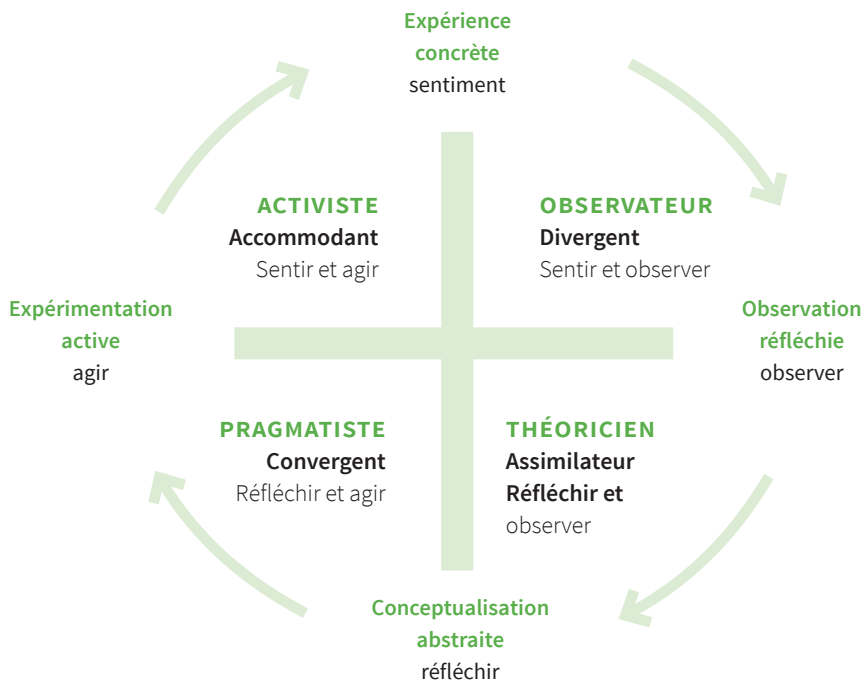 Expérience
concrète
sentiment
ACTIVISTE
Accommodant
Sentir et agir
OBSERVATEUR
Divergent
Sentir et observer
Expérimentation
active
agir
Observation
réfléchie
observer
PRAGMATISTE
Convergent
Réfléchir et agir
THÉORICIEN
Assimilateur
Réfléchir et
observer
Conceptualisation
abstraite
réfléchir